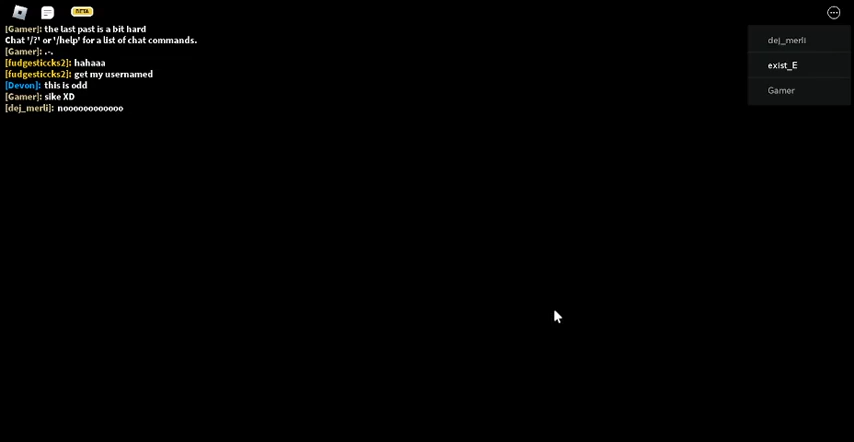 BETA
[Gamer]: the last past is a bit hard
Chat '/?' or '/help' for a list of chat commands.
[Gamer]: .-.
[fudgesticcks2]: hahaaa
[fudgesticcks2]: get my usernamed
[Devon]: this is odd
[Gamer]: sike XD
[dej_merli]: noooooooooooo
dej_merli
exist_E
Gamer